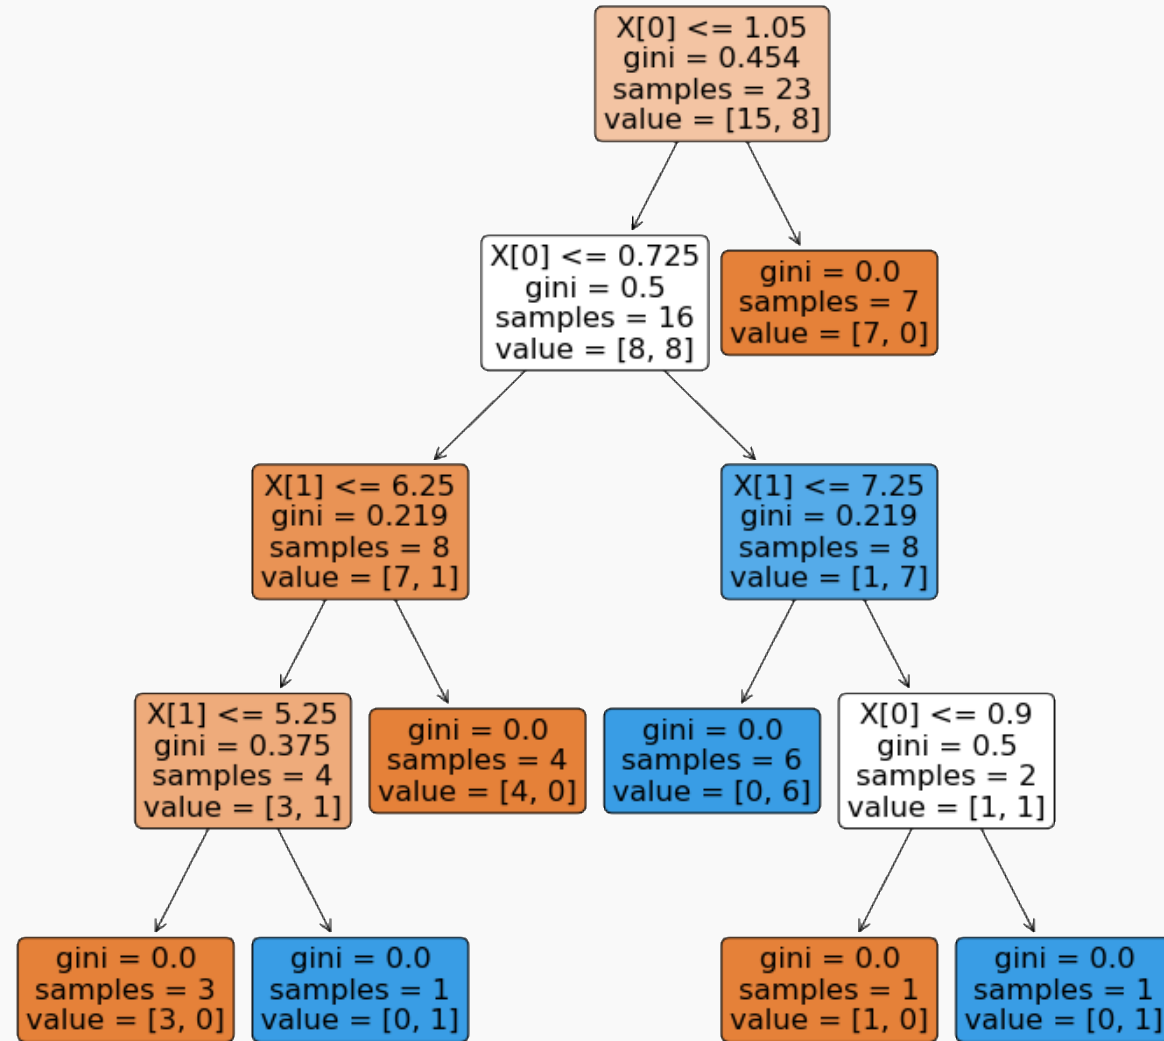 X[0] <= 1.05
gini = 0.454
samples = 23
value = [15, 8]
X[0] <= 0.725
gini = 0.5
samples = 16
value = [8, 8]
gini = 0.0
samples = 7
value = [7, 0]
X[1] <= 6.25
gini = 0.219
samples = 8
value = [7, 1]
X[1] <= 7.25
gini = 0.219
samples = 8
value = [1, 7]
X[1] <= 5.25
gini = 0.375
samples = 4
value = [3, 1]
gini = 0.0
samples = 4
value = [4, 0]
gini = 0.0
samples = 6
value = [0, 6]
X[0] <= 0.9
gini = 0.5
samples = 2
value = [1, 1]
gini = 0.0
samples = 3
value = [3, 0]
gini = 0.0
samples = 1
value = [0, 1]
gini = 0.0
samples = 1
value = [1, 0]
gini = 0.0
samples = 1
value = [0, 1]